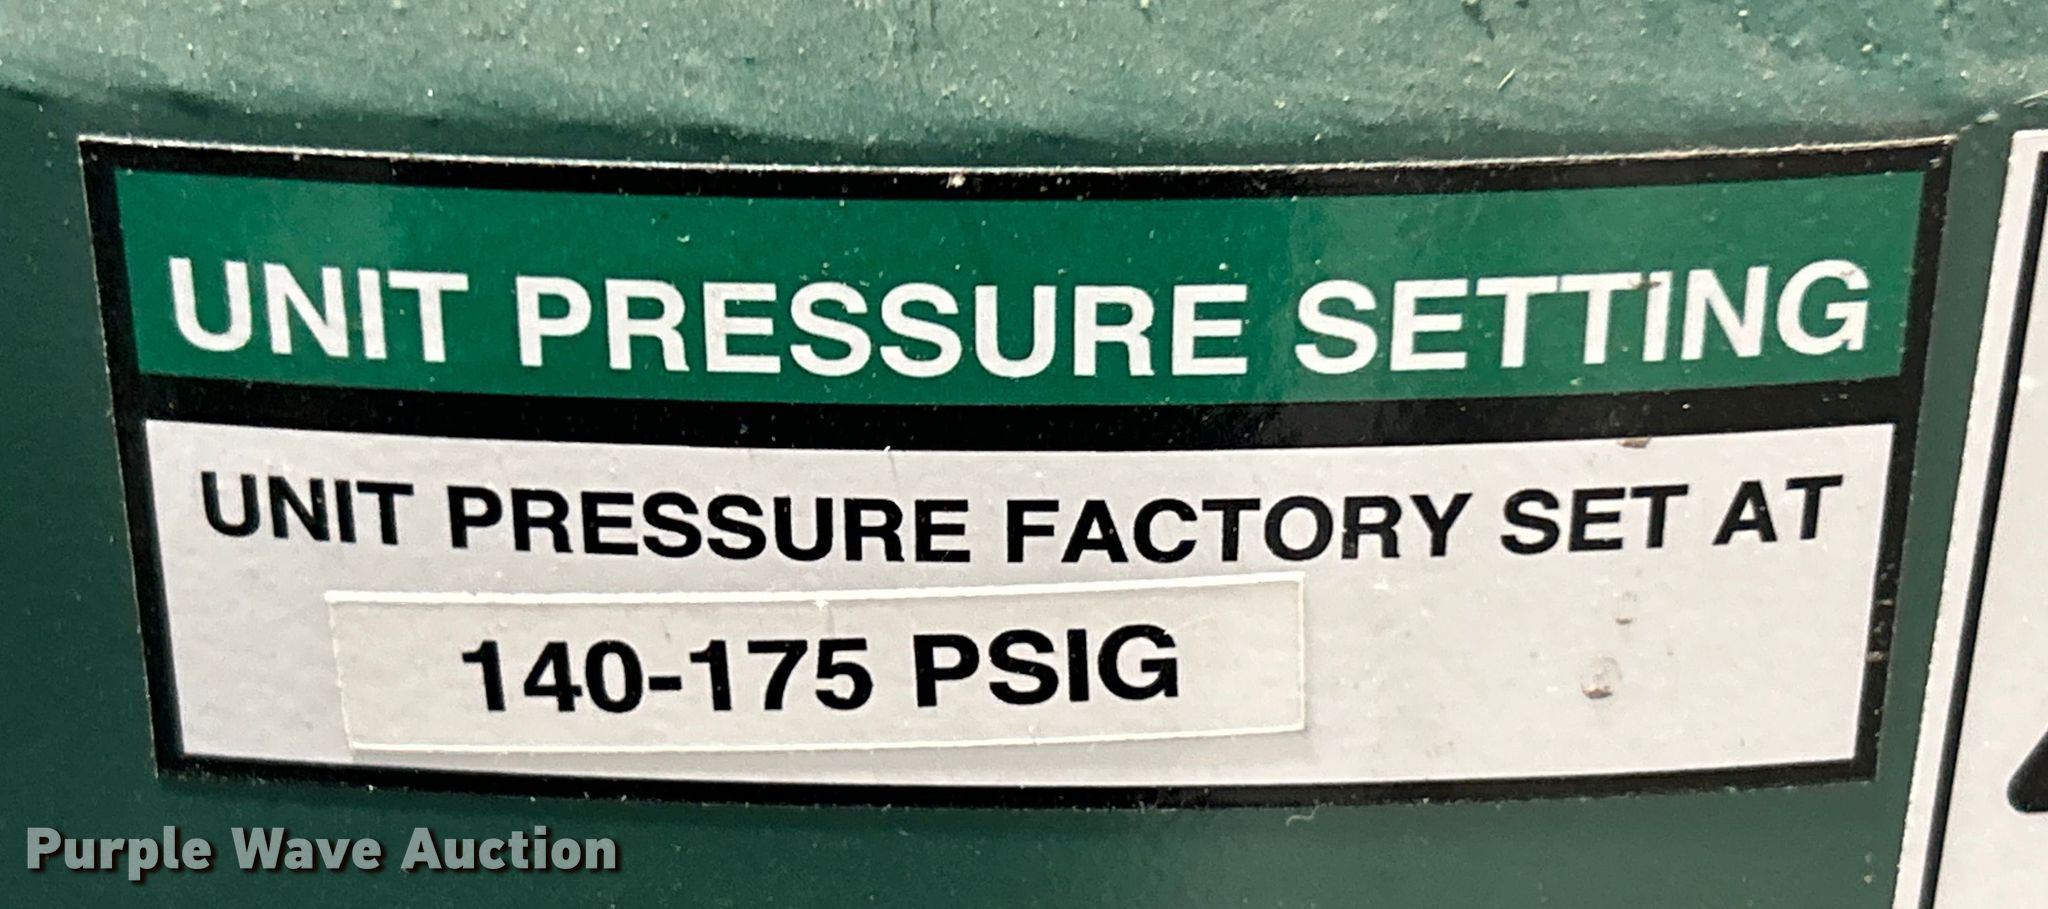 UNIT PRESSURE SETTING
UNIT PRESSURE FACTORY SET AT
140-175 PSIG
Purple Wave Auction